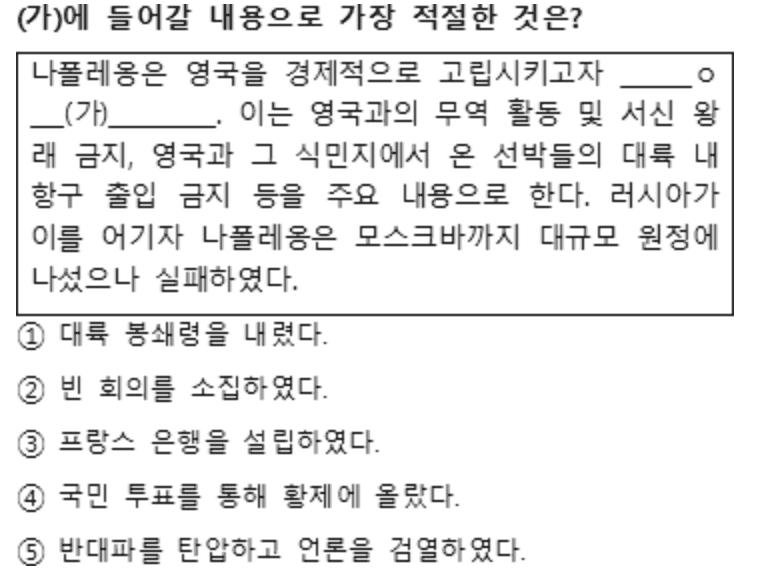 (가)에 들어갈 내용으로 가장 적절한 것은?
나폴레옹은 영국을 경제적으로 고립시키고자 _____ㅇ
__(가)________. 이는 영국과의 무역 활동 및 서신 왕
래 금지, 영국과 그 식민지에서 온 선박들의 대륙 내
항구 출입 금지 등을 주요 내용으로 한다. 러시아가
이를 어기자 나폴레옹은 모스크바까지 대규모 원정에
나섰으나 실패하였다.
① 대륙 봉쇄령을 내렸다.
② 빈 회의를 소집하였다.
③ 프랑스 은행을 설립하였다.
④ 국민 투표를 통해 황제에 올랐다.
⑤ 반대파를 탄압하고 언론을 검열하였다.